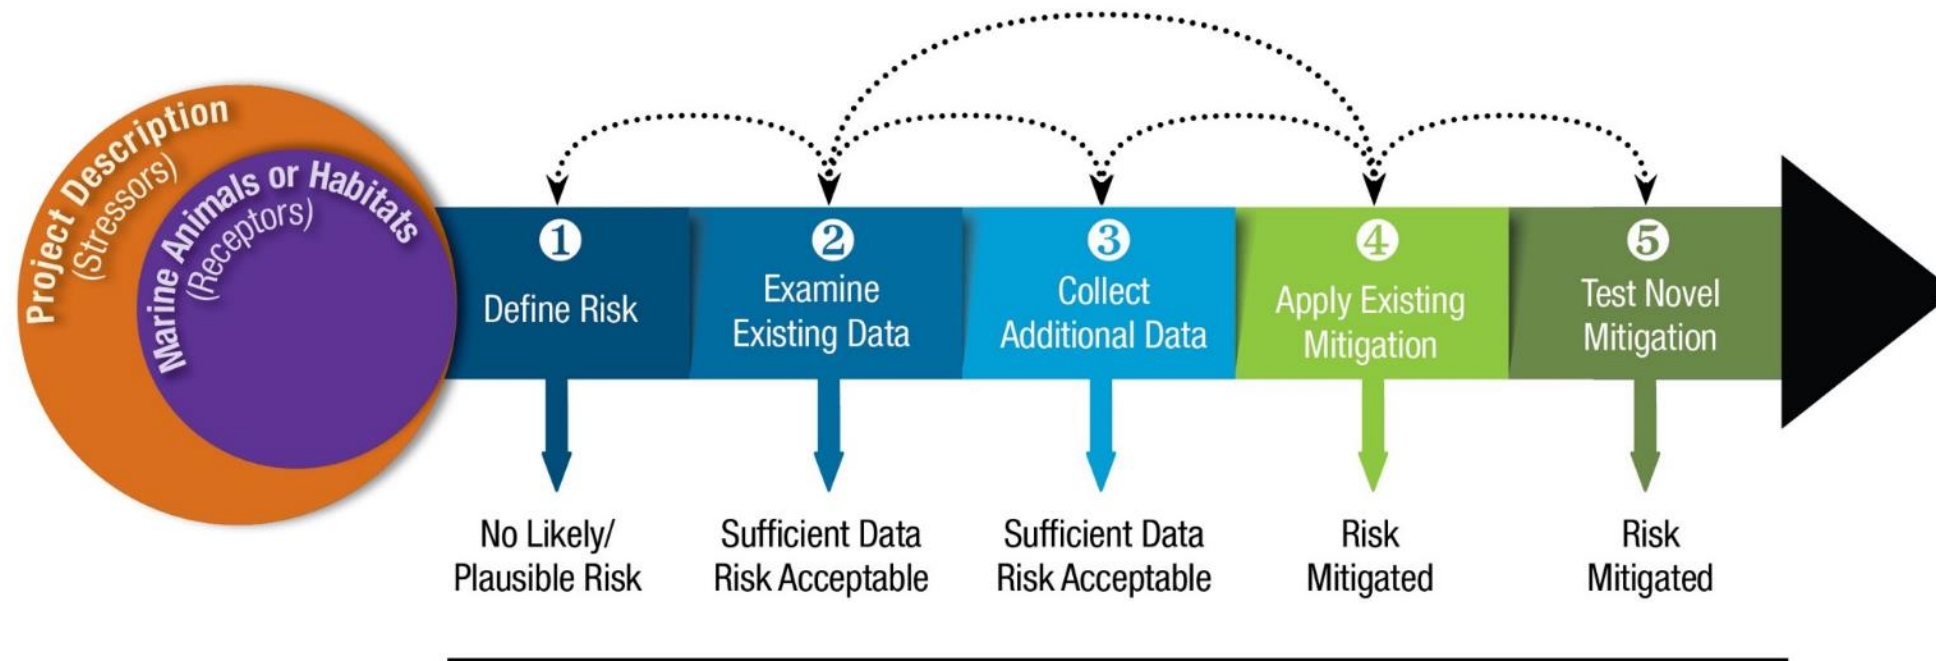 Project Description
(Stressors)
Marine Animals or Habitats
(Receptors)
1
Define Risk
2
Examine
Existing Data
3
Collect
Additional Data
4
Apply Existing
Mitigation
5
Test Novel
Mitigation
No Likely/
Plausible Risk
Sufficient Data
Risk Acceptable
Sufficient Data
Risk Acceptable
Risk
Mitigated
Risk
Mitigated